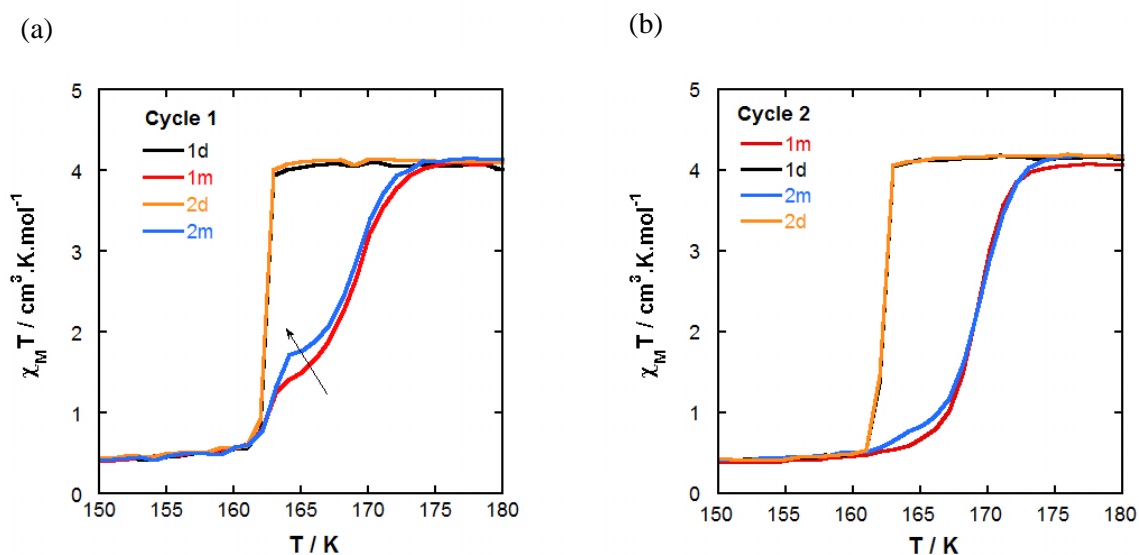 (a)
(b)
5
4
3
2
1
0
Cycle 1
1d
1m
2d
2m
150 155 160 165 170 175 180
T / K
χMT / cm³.K.mol⁻¹
5
4
3
2
1
0
Cycle 2
1m
1d
2m
2d
150 155 160 165 170 175 180
T / K
χMT / cm³.K.mol⁻¹